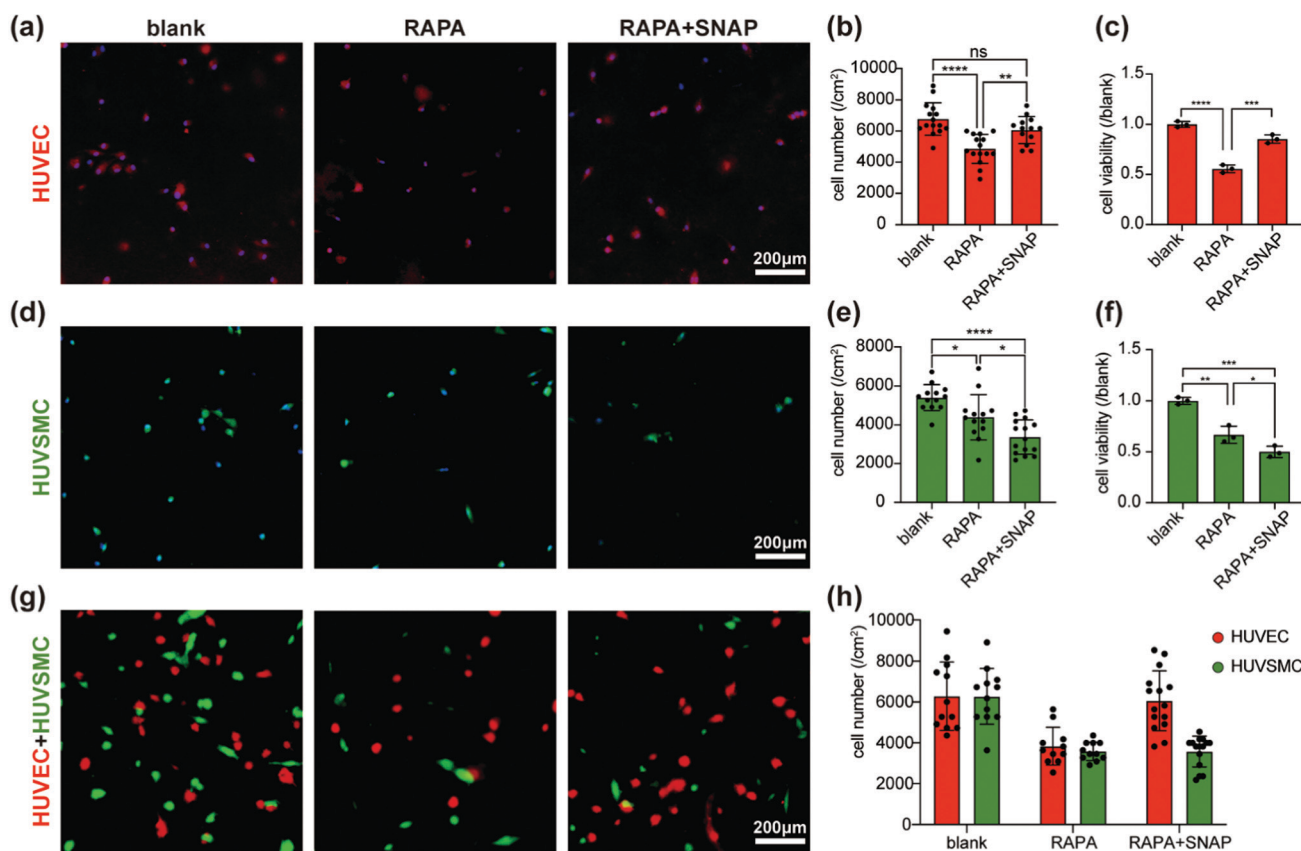 (a)
blank
RAPA
RAPA+SNAP
HUVEC
200µm
(b)
cell number (/cm²)
10000
8000
6000
4000
2000
0
ns
****
**
blank
RAPA
RAPA+SNAP
(c)
cell viability (/blank)
1.5
1.0
0.5
0.0
****
***
blank
RAPA
RAPA+SNAP
(d)
HUVSMC
200µm
(e)
cell number (/cm²)
8000
6000
4000
2000
0
****
*
*
blank
RAPA
RAPA+SNAP
(f)
cell viability (/blank)
1.5
1.0
0.5
0.0
***
**
*
blank
RAPA
RAPA+SNAP
(g)
HUVEC+HUVSMC
200µm
(h)
cell number (/cm²)
10000
8000
6000
4000
2000
0
HUVEC
HUVSMC
blank
RAPA
RAPA+SNAP